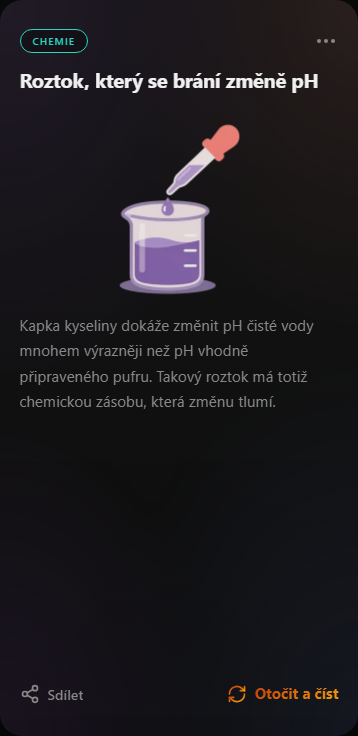 CHEMIE
Roztok, který se brání změně pH
Kapka kyseliny dokáže změnit pH čisté vody
mnohem výrazněji než pH vhodně
připraveného pufru. Takový roztok má totiž
chemickou zásobu, která změnu tlumí.
Sdílet
Otočit a číst